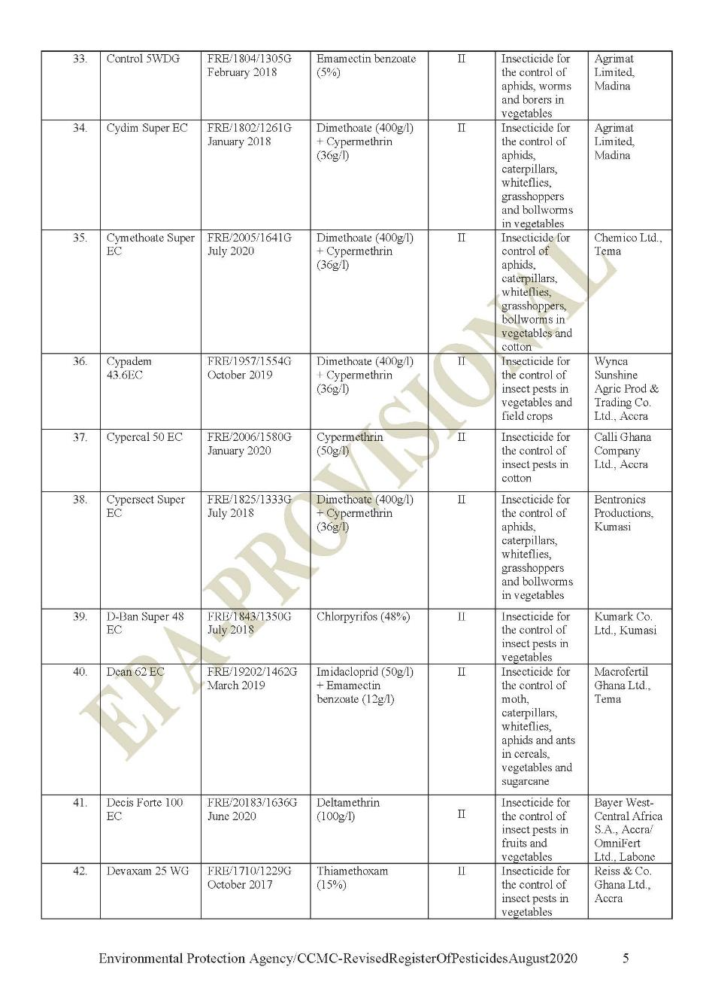 33. Control 5WDG FRE/1804/1305G Emamectin benzoate II Insecticide for Agrimat
February 2018 (5%) the control of Limited,
aphids, worms Madina
and borers in
vegetables
34. Cydim Super EC FRE/1802/1261G Dimethoate (400g/l) II Insecticide for Agrimat
January 2018 + Cypermethrin the control of Limited,
(36g/l) aphids, Madina
caterpillars,
whiteflies,
grasshoppers
and bollworms
in vegetables
35. Cymethoate Super FRE/2005/1641G Dimethoate (400g/l) II Insecticide for Chemico Ltd.,
EC July 2020 + Cypermethrin control of Tema
(36g/l) aphids,
caterpillars,
whiteflies,
grasshoppers,
bollworms in
vegetables and
cotton
36. Cypadem FRE/1957/1554G Dimethoate (400g/l) II Insecticide for Wynca
43.6EC October 2019 + Cypermethrin the control of Sunshine
(36g/l) insect pests in Agric Prod &
vegetables and Trading Co.
field crops Ltd., Accra
37. Cypercal 50 EC FRE/2006/1580G Cypermethrin II Insecticide for Calli Ghana
January 2020 (50g/l) the control of Company
insect pests in Ltd., Accra
cotton
38. Cypersect Super FRE/1825/1333G Dimethoate (400g/l) II Insecticide for Bentronics
EC July 2018 + Cypermethrin the control of Productions,
(36g/l) aphids, Kumasi
caterpillars,
whiteflies,
grasshoppers
and bollworms
in vegetables
39. D-Ban Super 48 FRE/1843/1350G Chlorpyrifos (48%) II Insecticide for Kumark Co.
EC July 2018 the control of Ltd., Kumasi
insect pests in
vegetables
40. Dean 62 EC FRE/19202/1462G Imidacloprid (50g/l) II Insecticide for Macrofertil
March 2019 + Emamectin the control of Ghana Ltd.,
benzoate (12g/l) moth, Tema
caterpillars,
whiteflies,
aphids and ants
in cereals,
vegetables and
sugarcane
41. Decis Forte 100 FRE/20183/1636G Deltamethrin II Insecticide for Bayer West-
EC June 2020 (100g/l) the control of Central Africa
insect pests in S.A., Accra/
fruits and OmniFert
vegetables Ltd., Labone
42. Devaxam 25 WG FRE/1710/1229G Thiamethoxam II Insecticide for Reiss & Co.
October 2017 (15%) the control of Ghana Ltd.,
insect pests in Accra
vegetables
EPA-PROVISIONAL
Environmental Protection Agency/CCMC-RevisedRegisterOfPesticidesAugust2020 5